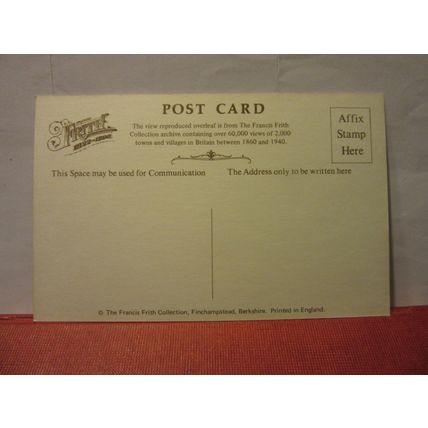 POST CARD
Frith
The view reproduced overleaf is from The Francis Frith
Collection archive containing over 60,000 views of 2,000
towns and villages in Britain between 1860 and 1940.
Affix
Stamp
Here
This Space may be used for Communication
The Address only to be written here
© The Francis Frith Collection, Finchampstead, Berkshire. Printed in England.